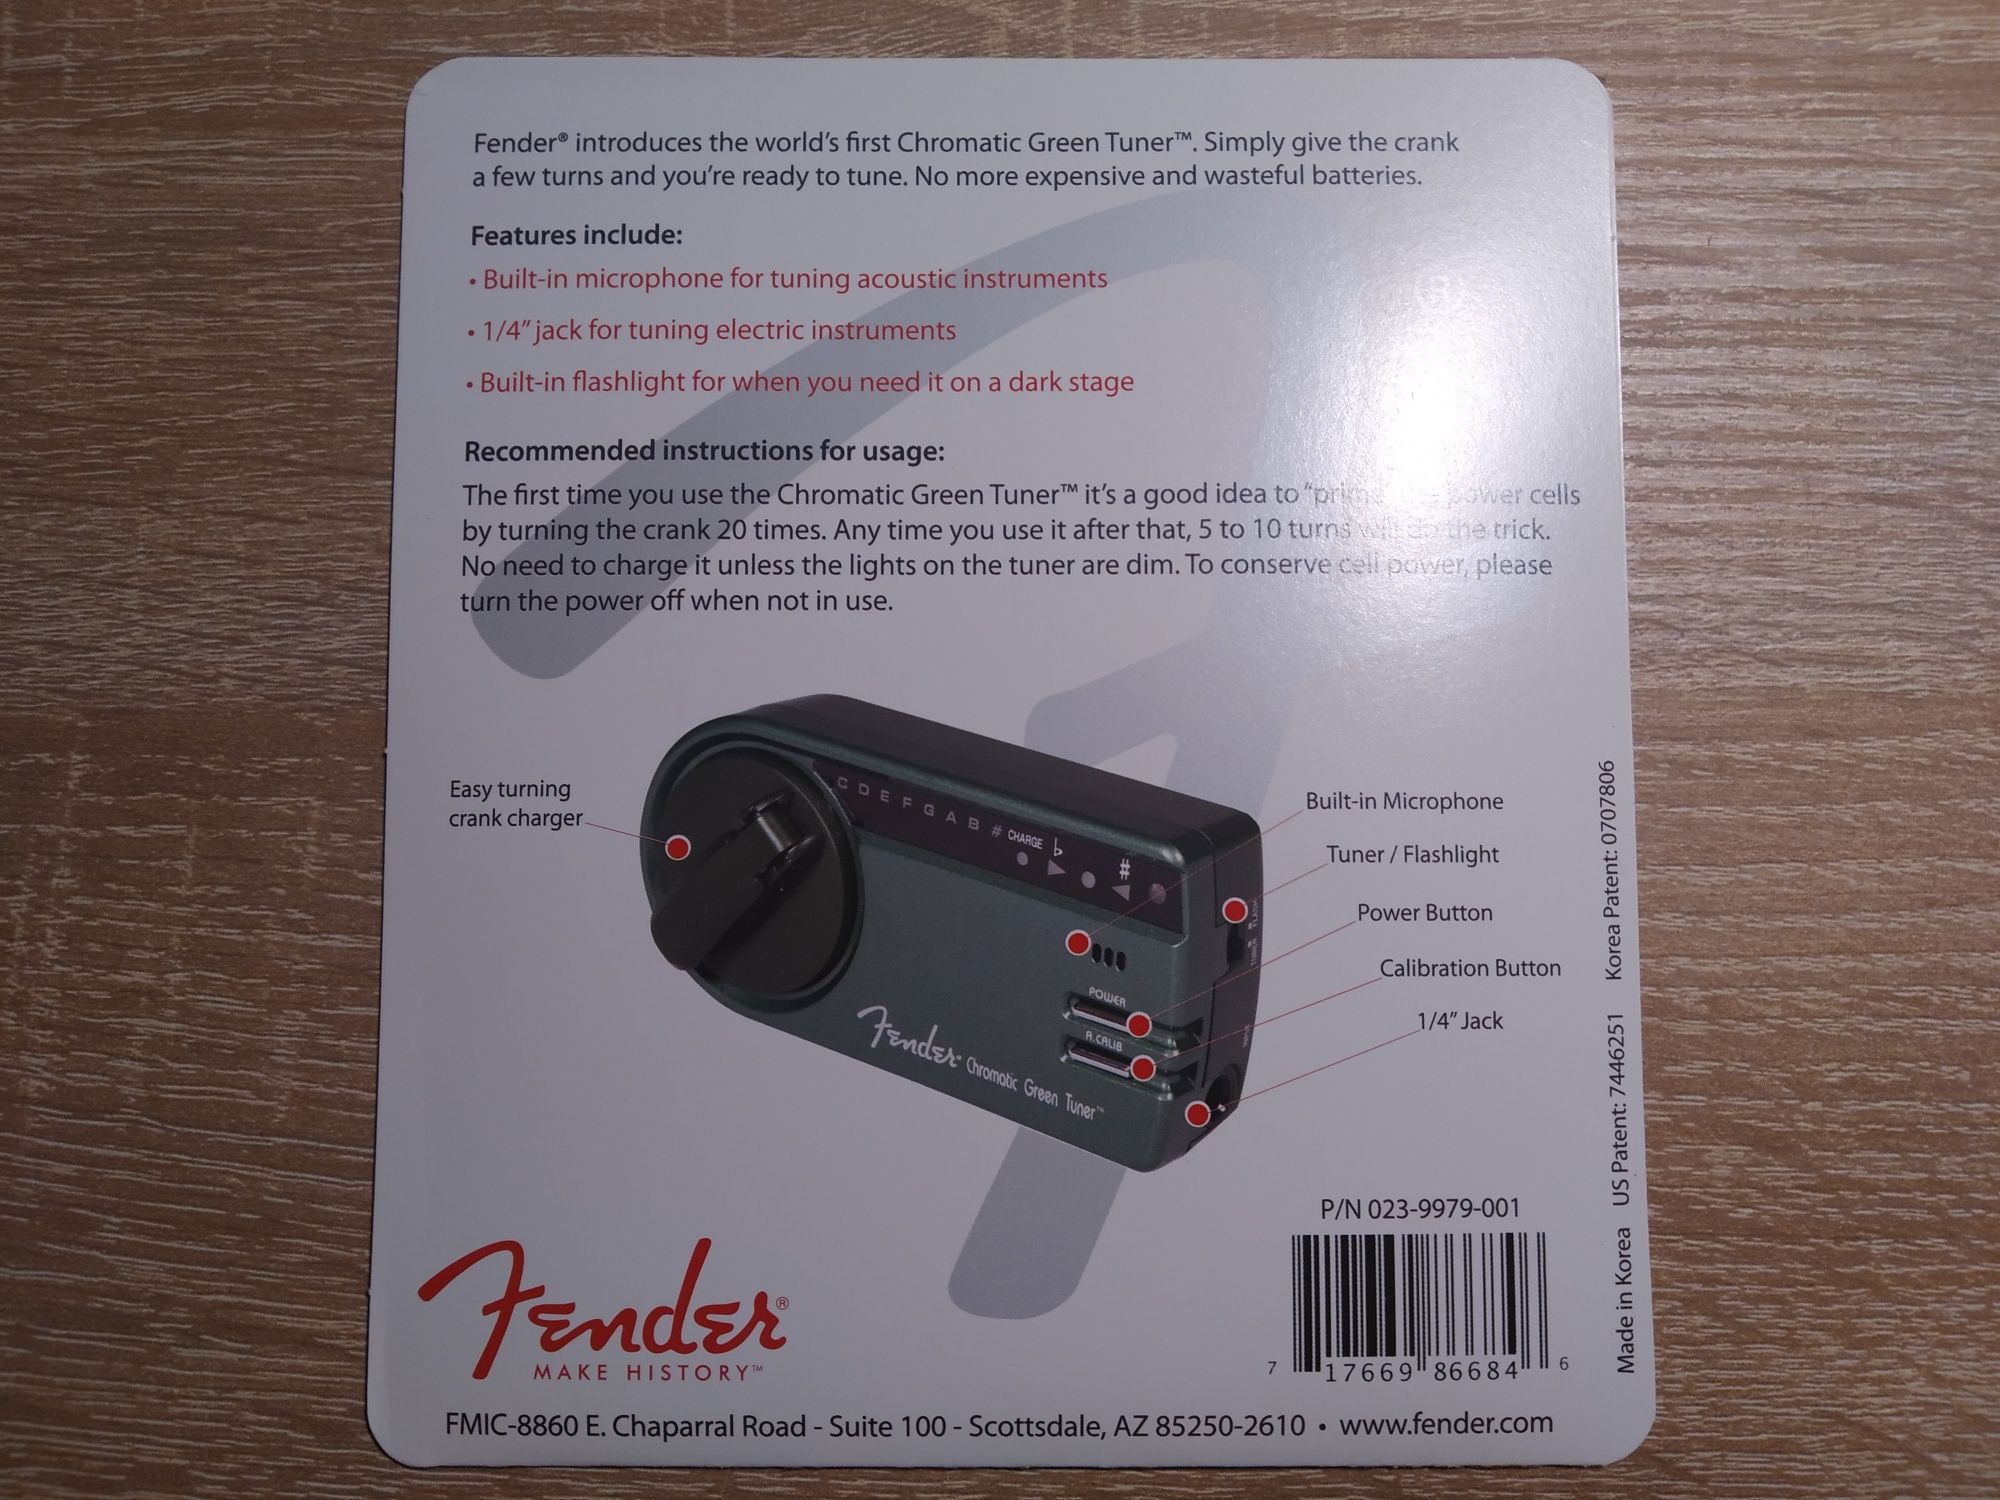 Fender® introduces the world's first Chromatic Green Tuner™. Simply give the crank
a few turns and you're ready to tune. No more expensive and wasteful batteries.
Features include:
• Built-in microphone for tuning acoustic instruments
• 1/4” jack for tuning electric instruments
• Built-in flashlight for when you need it on a dark stage
Recommended instructions for usage:
The first time you use the Chromatic Green Tuner™ it's a good idea to “prime the power cells
by turning the crank 20 times. Any time you use it after that, 5 to 10 turns will do the trick.
No need to charge it unless the lights on the tuner are dim. To conserve cell power, please
turn the power off when not in use.
Easy turning
crank charger
C D E F G A B # CHARGE ♭ #
Built-in Microphone
Tuner / Flashlight
Power Button
Calibration Button
1/4” Jack
TUNER FLASH
POWER
A.CALIB
INPUT
Fender® Chromatic Green Tuner™
P/N 023-9979-001
7 17669 86684 6
Made in Korea US Patent: 7446251 Korea Patent: 0707806
Fender®
MAKE HISTORY™
FMIC-8860 E. Chaparral Road - Suite 100 - Scottsdale, AZ 85250-2610 • www.fender.com